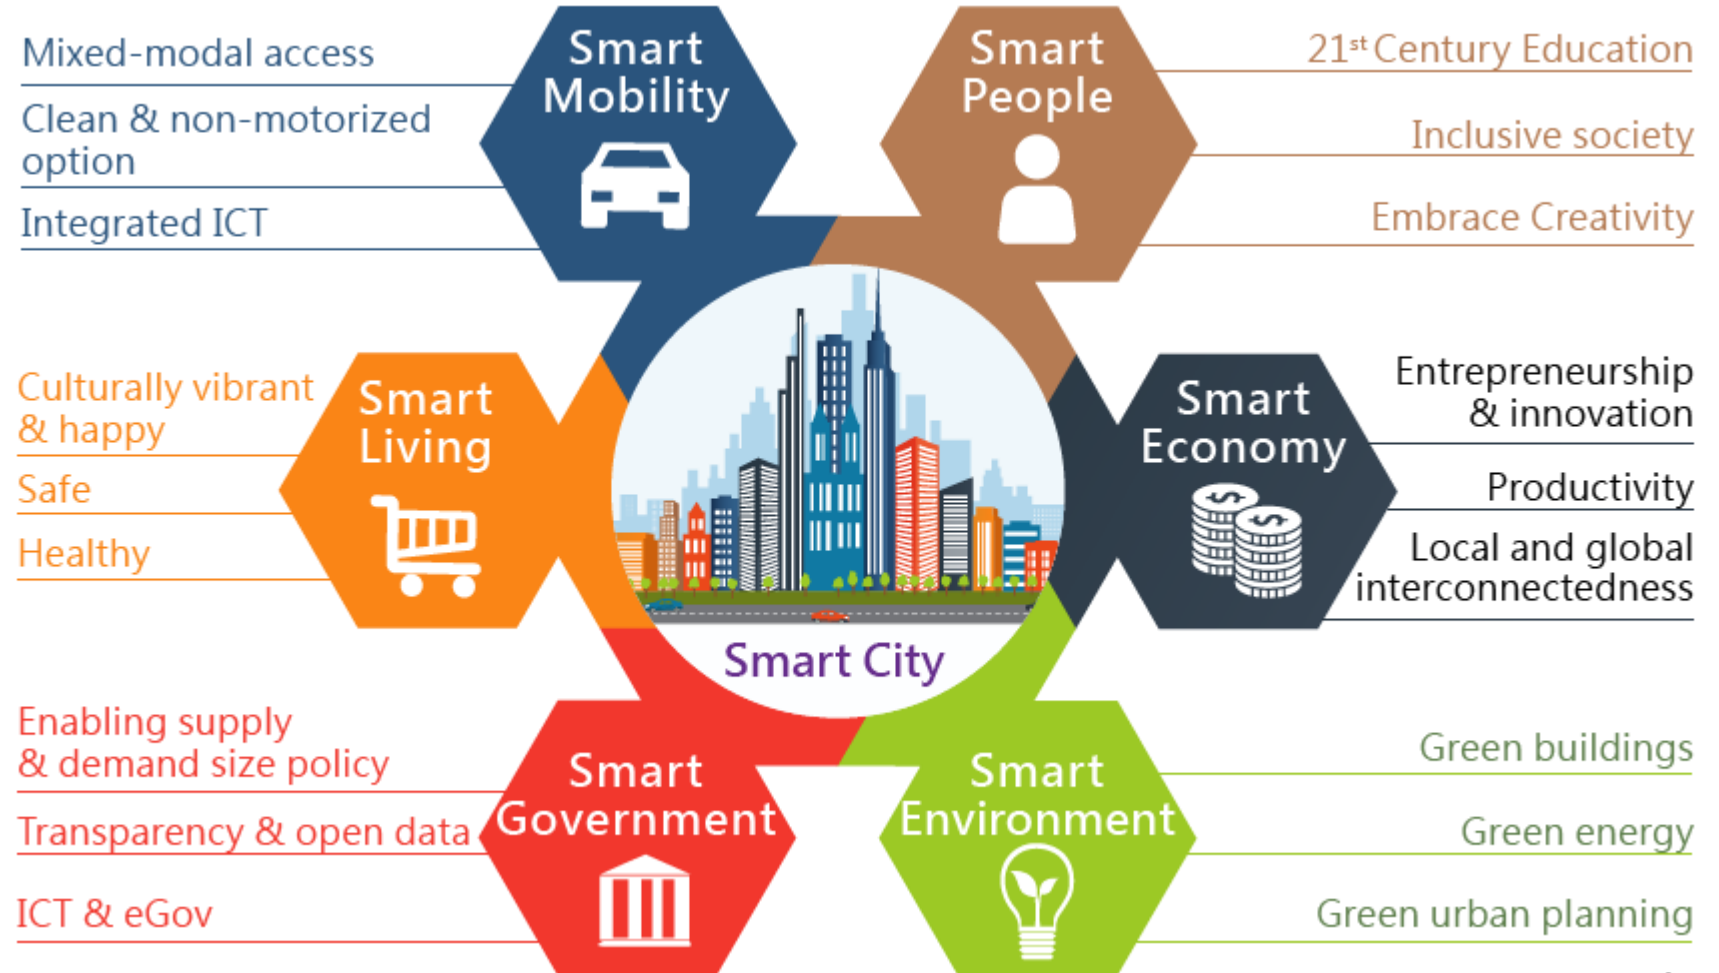 Mixed-modal access
Clean & non-motorized
option
Integrated ICT
Smart
Mobility
Smart
People
21st Century Education
Inclusive society
Embrace Creativity
Culturally vibrant
& happy
Safe
Healthy
Smart
Living
Smart
Economy
Entrepreneurship
& innovation
Productivity
Local and global
interconnectedness
Smart City
Enabling supply
& demand size policy
Transparency & open data
ICT & eGov
Smart
Government
Smart
Environment
Green buildings
Green energy
Green urban planning